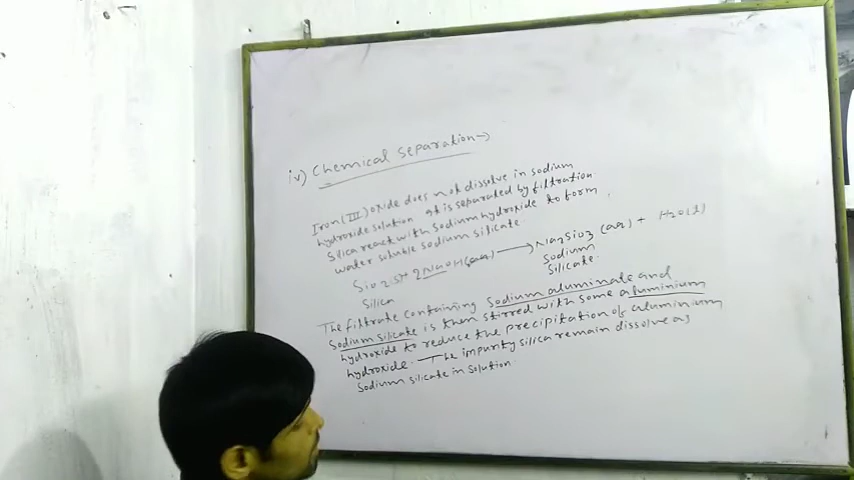 iv) Chemical Separation →
Iron (III) oxide does not dissolve in sodium
hydroxide solution gt is separated by filtration.
Silica react with Sodium hydroxide to form
water soluble sodium silicate
SiO2 (s) + 2NaOH (aq) → Na2SiO3 (aq) + H2O (l)
Silica Sodium
Silicate.
The filtrate containing Sodium aluminate and
Sodium silicate is then stirred with some aluminium
hydroxide to reduce the precipitation of aluminium
hydroxide. The impurity silica remain dissolve as
Sodium silicate in solution